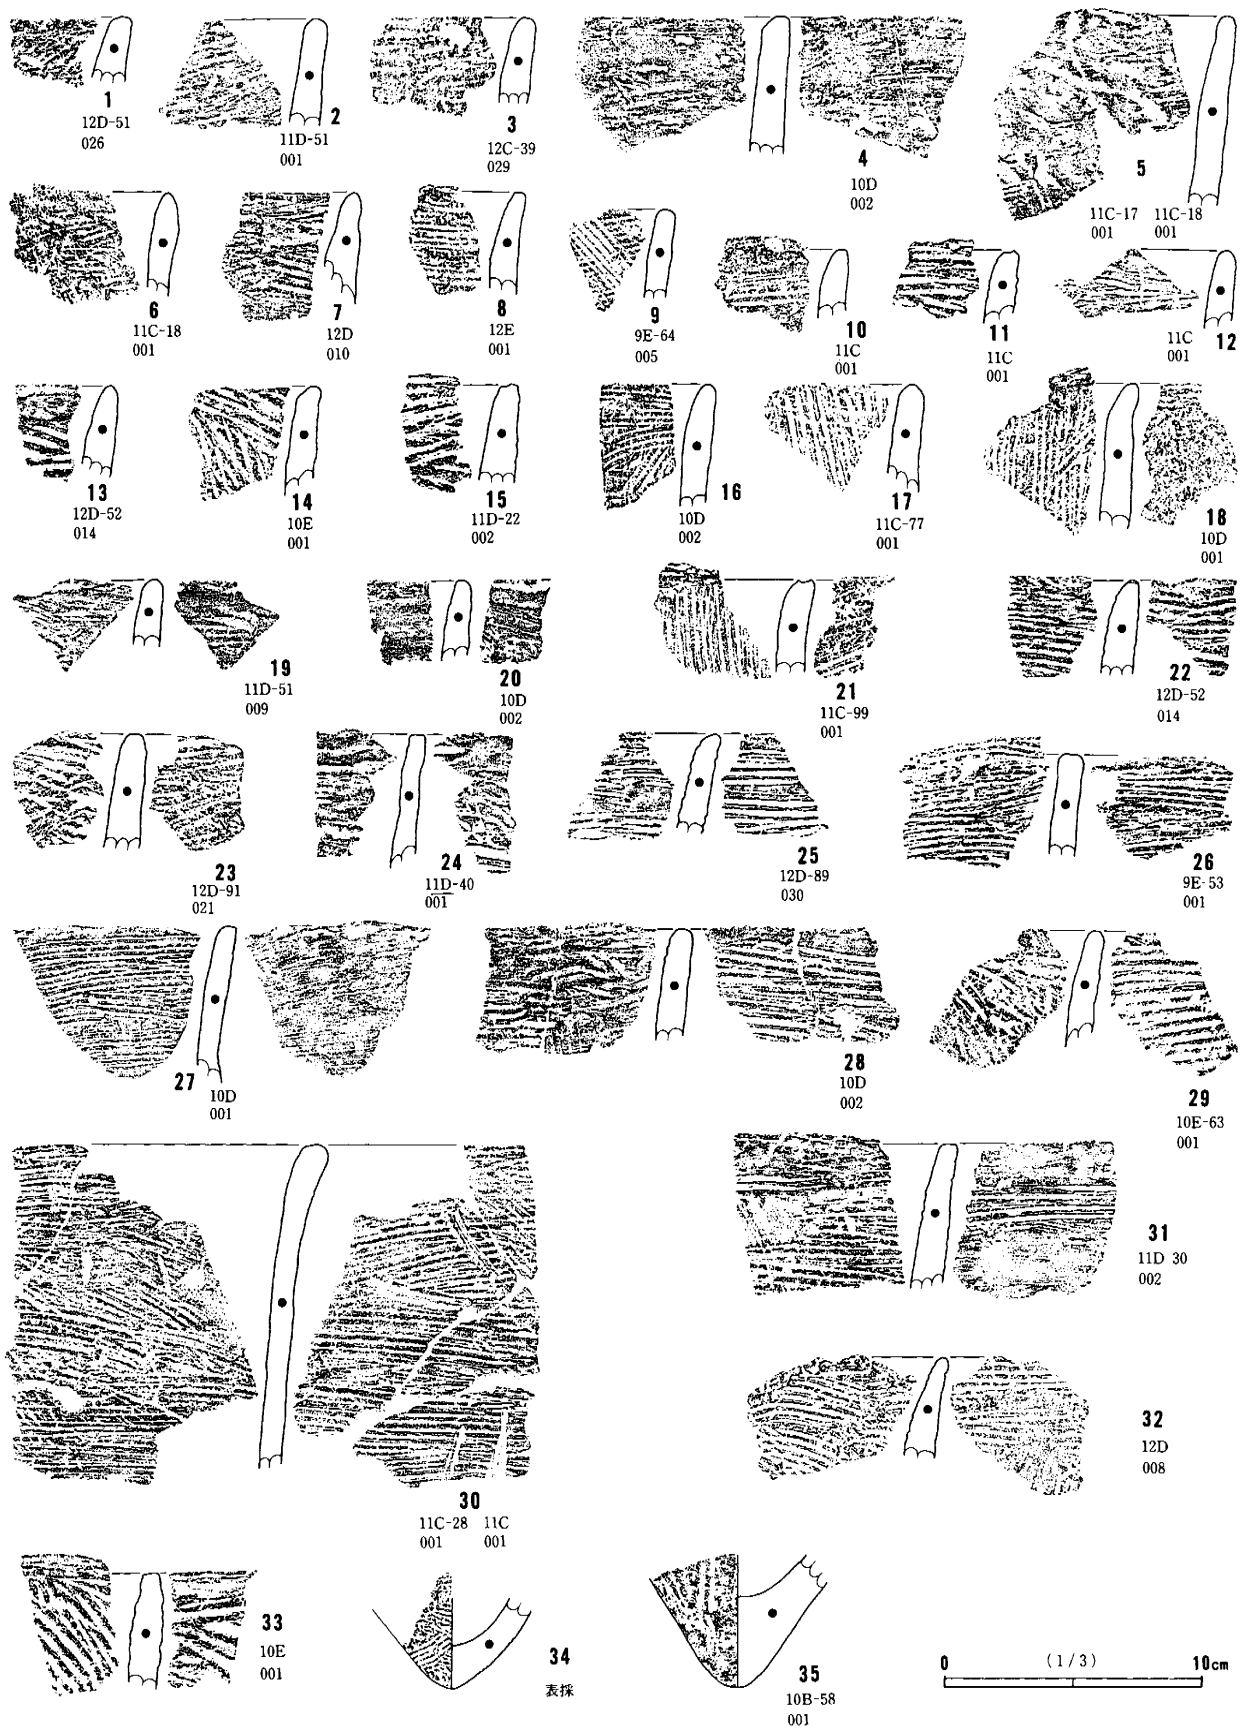 1
12D-51
026
2
11D-51
001
3
12C-39
029
4
10D
002
5
11C-17 11C-18
001 001
6
11C-18
001
7
12D
010
8
12E
001
9
9E-64
005
10
11C
001
11
11C
001
12
11C
001
13
12D-52
014
14
10E
001
15
11D-22
002
16
10D
002
17
11C-77
001
18
10D
001
19
11D-51
009
20
10D
002
21
11C-99
001
22
12D-52
014
23
12D-91
021
24
11D-40
001
25
12D-89
030
26
9E-53
001
27
10D
001
28
10D
002
29
10E-63
001
30
11C-28 11C
001 001
31
11D 30
002
32
12D
008
33
10E
001
34
表採
35
10B-58
001
0 (1/3) 10cm